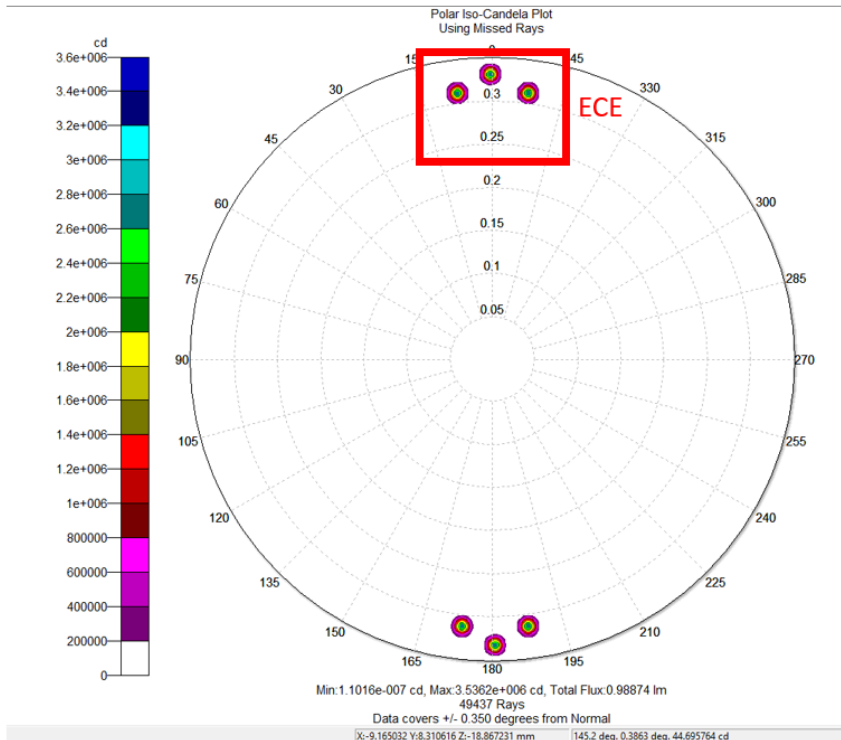 Polar Iso-Candela Plot
Using Missed Rays
cd
3.6e+006
3.4e+006
3.2e+006
3e+006
2.8e+006
2.6e+006
2.4e+006
2.2e+006
2e+006
1.8e+006
1.6e+006
1.4e+006
1.2e+006
1e+006
800000
600000
400000
200000
0
45
330
315
300
285
270
255
240
225
210
195
180
165
150
135
120
105
90
75
60
45
30
ECE
0.3
0.25
0.2
0.15
0.1
0.05
Min:1.1016e-007 cd, Max:3.5362e+006 cd, Total Flux:0.98874 lm
49437 Rays
Data covers +/- 0.350 degrees from Normal
X:-9.165032 Y:8.310616 Z:-18.867231 mm
145.2 deg, 0.3863 deg, 44.695764 cd